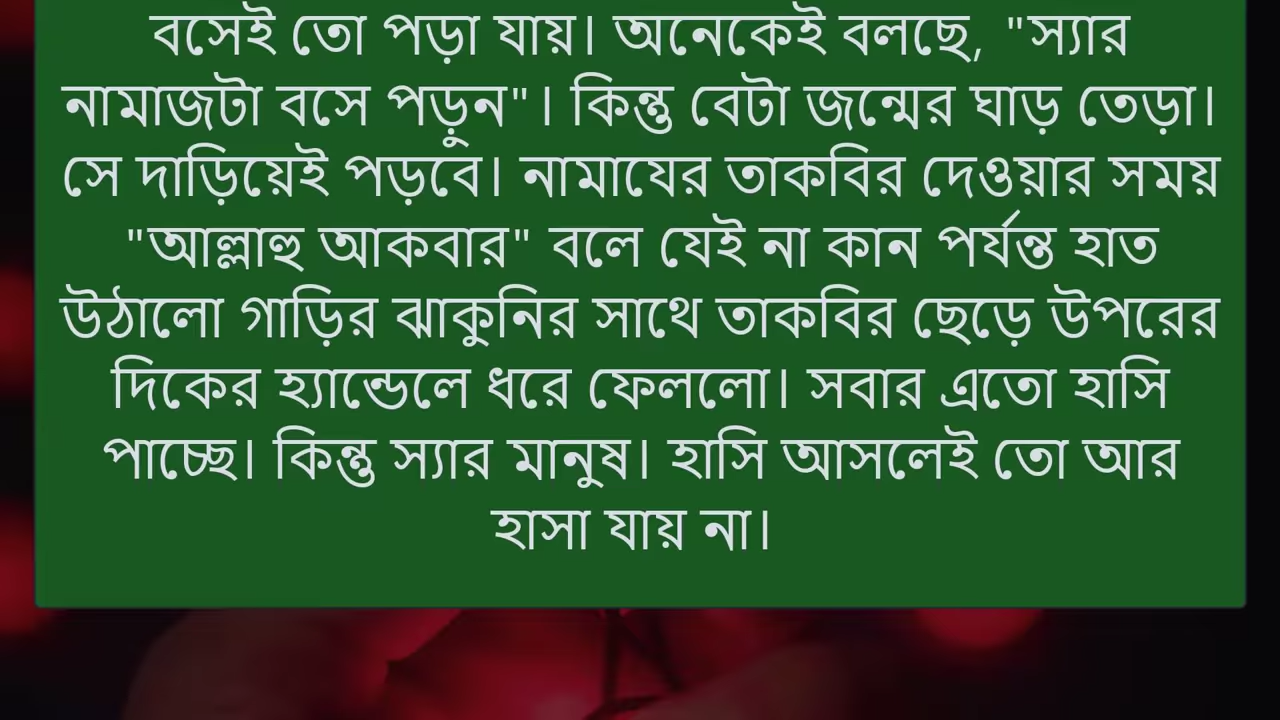 বসেই তো পড়া যায়। অনেকেই বলছে, "স্যার
নামাজটা বসে পড়ুন"। কিন্তু বেটা জন্মের ঘাড় তেড়া।
সে দাড়িয়েই পড়বে। নামাযের তাকবির দেওয়ার সময়
"আল্লাহু আকবার" বলে যেই না কান পর্যন্ত হাত
উঠালো গাড়ির ঝাকুনির সাথে তাকবির ছেড়ে উপরের
দিকের হ্যান্ডেলে ধরে ফেললো। সবার এতো হাসি
পাচ্ছে। কিন্তু স্যার মানুষ। হাসি আসলেই তো আর
হাসা যায় না।